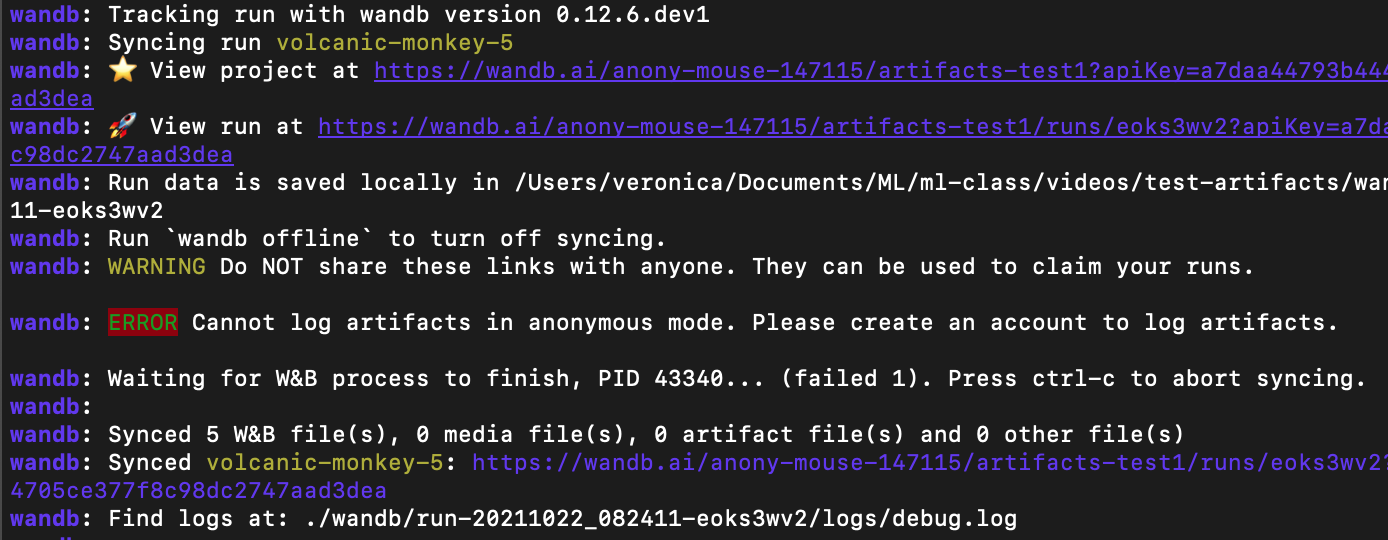 wandb: Tracking run with wandb version 0.12.6.dev1
wandb: Syncing run volcanic-monkey-5
wandb: ⭐ View project at https://wandb.ai/anony-mouse-147115/artifacts-test1?apiKey=a7daa44793b444
ad3dea
wandb: 🚀 View run at https://wandb.ai/anony-mouse-147115/artifacts-test1/runs/eoks3wv2?apiKey=a7da
c98dc2747aad3dea
wandb: Run data is saved locally in /Users/veronica/Documents/ML/ml-class/videos/test-artifacts/wan
11-eoks3wv2
wandb: Run `wandb offline` to turn off syncing.
wandb: WARNING Do NOT share these links with anyone. They can be used to claim your runs.
wandb: ERROR Cannot log artifacts in anonymous mode. Please create an account to log artifacts.
wandb: Waiting for W&B process to finish, PID 43340... (failed 1). Press ctrl-c to abort syncing.
wandb:
wandb: Synced 5 W&B file(s), 0 media file(s), 0 artifact file(s) and 0 other file(s)
wandb: Synced volcanic-monkey-5: https://wandb.ai/anony-mouse-147115/artifacts-test1/runs/eoks3wv2?
4705ce377f8c98dc2747aad3dea
wandb: Find logs at: ./wandb/run-20211022_082411-eoks3wv2/logs/debug.log